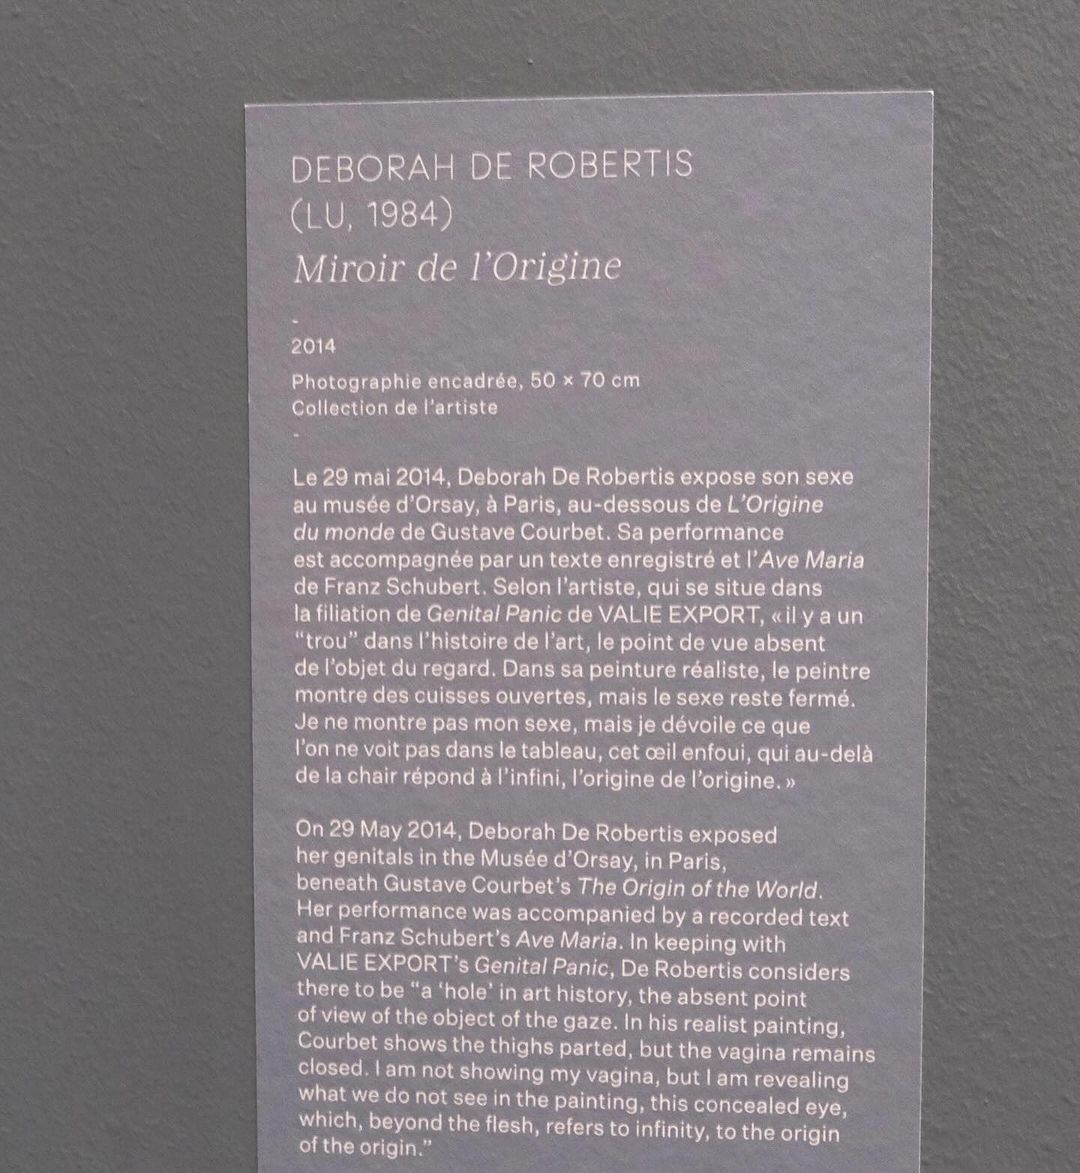 DEBORAH DE ROBERTIS
(LU, 1984)
Miroir de l'Origine
-
2014
Photographie encadrée, 50 × 70 cm
Collection de l'artiste
-
Le 29 mai 2014, Deborah De Robertis expose son sexe
au musée d'Orsay, à Paris, au-dessous de L'Origine
du monde de Gustave Courbet. Sa performance
est accompagnée par un texte enregistré et l'Ave Maria
de Franz Schubert. Selon l'artiste, qui se situe dans
la filiation de Genital Panic de VALIE EXPORT, « il y a un
“trou” dans l'histoire de l'art, le point de vue absent
de l'objet du regard. Dans sa peinture réaliste, le peintre
montre des cuisses ouvertes, mais le sexe reste fermé.
Je ne montre pas mon sexe, mais je dévoile ce que
l'on ne voit pas dans le tableau, cet œil enfoui, qui au-delà
de la chair répond à l'infini, l'origine de l'origine. »
On 29 May 2014, Deborah De Robertis exposed
her genitals in the Musée d'Orsay, in Paris,
beneath Gustave Courbet's The Origin of the World.
Her performance was accompanied by a recorded text
and Franz Schubert's Ave Maria. In keeping with
VALIE EXPORT's Genital Panic, De Robertis considers
there to be “a ‘hole’ in art history, the absent point
of view of the object of the gaze. In his realist painting,
Courbet shows the thighs parted, but the vagina remains
closed. I am not showing my vagina, but I am revealing
what we do not see in the painting, this concealed eye,
which, beyond the flesh, refers to infinity, to the origin
of the origin.”